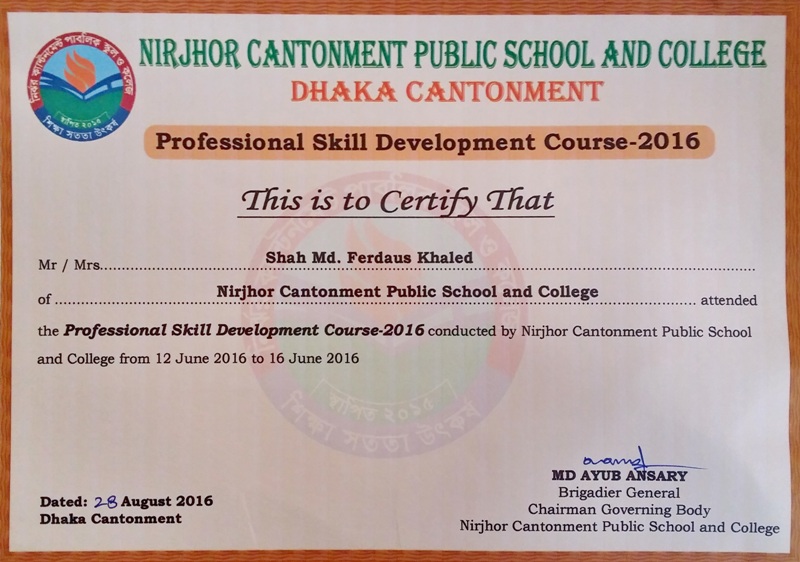 নির্ঝর ক্যান্টনমেন্ট পাবলিক স্কুল ও কলেজ
স্থাপিত ২০১৫
শিক্ষা সততা উৎকর্ষ
NIRJHOR CANTONMENT PUBLIC SCHOOL AND COLLEGE
DHAKA CANTONMENT
Professional Skill Development Course-2016
This is to Certify That
Mr / Mrs. Shah Md. Ferdaus Khaled
of Nirjhor Cantonment Public School and College attended
the Professional Skill Development Course-2016 conducted by Nirjhor Cantonment Public School
and College from 12 June 2016 to 16 June 2016
Dated: 28 August 2016
Dhaka Cantonment
MD AYUB ANSARY
Brigadier General
Chairman Governing Body
Nirjhor Cantonment Public School and College